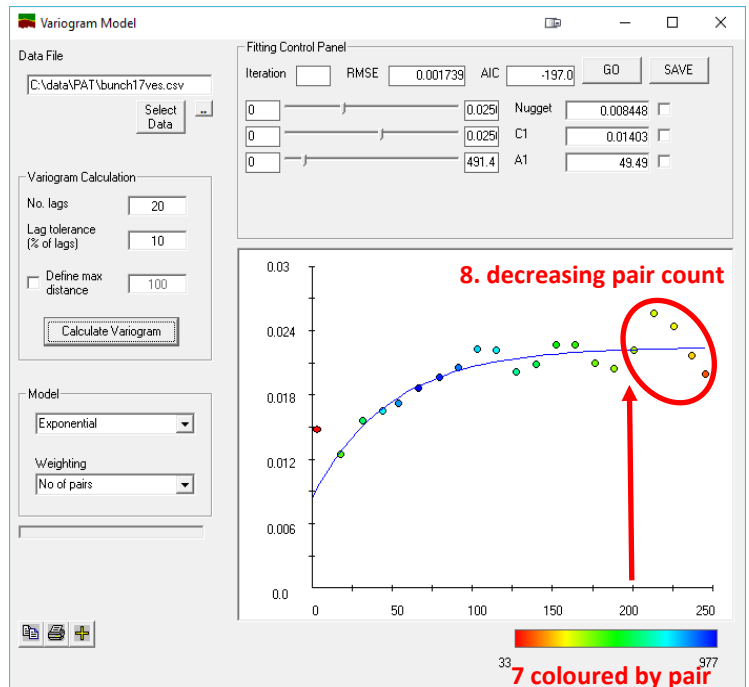 Variogram Model
Data File
C:\data\PAT\bunch17ves.csv
Select Data
..
Fitting Control Panel
Iteration RMSE 0.001739 AIC -197.0 GO SAVE
0 0.025 Nugget 0.008448
0 0.025 C1 0.01403
0 491.4 A1 49.49
Variogram Calculation
No. lags 20
Lag tolerance (% of lags) 10
Define max distance 100
Calculate Variogram
Model
Exponential
Weighting
No of pairs
8. decreasing pair count
0.03
0.024
0.018
0.012
0.006
0.0
0 50 100 150 200 250
33 977
7 coloured by pair